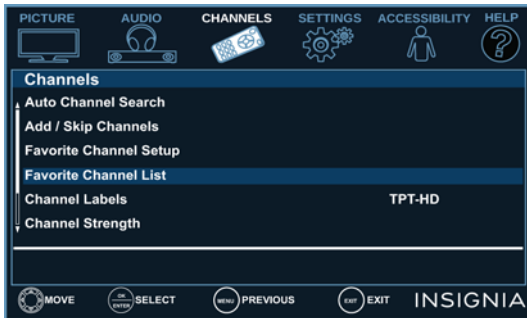 PICTURE AUDIO CHANNELS SETTINGS ACCESSIBILITY HELP
Channels
Auto Channel Search
Add / Skip Channels
Favorite Channel Setup
Favorite Channel List
Channel Labels TPT-HD
Channel Strength
MOVE OK ENTER SELECT MENU PREVIOUS EXIT EXIT INSIGNIA